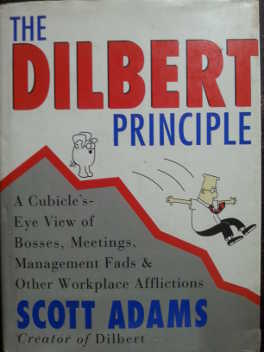 THE
DILBERT
PRINCIPLE
A Cubicle's-
Eye View of
Bosses, Meetings,
Management Fads &
Other Workplace Afflictions
SCOTT ADAMS
Creator of Dilbert